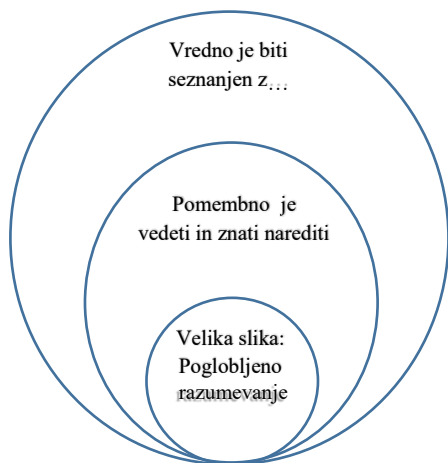 Vredno je biti
seznanjen z…
Pomembno je
vedeti in znati narediti
Velika slika:
Poglobljeno
razumevanje